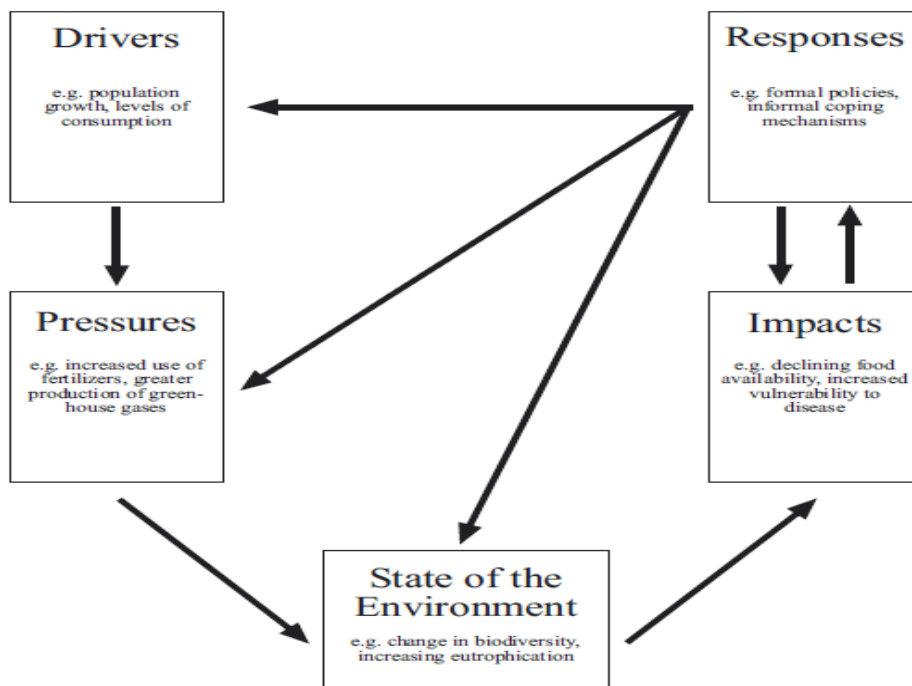 Drivers
e.g. population
growth, levels of
consumption
Responses
e.g. formal policies,
informal coping
mechanisms
Pressures
e.g. increased use of
fertilizers, greater
production of green-
house gases
Impacts
e.g. declining food
availability, increased
vulnerability to
disease
State of the
Environment
e.g. change in biodiversity,
increasing eutrophication